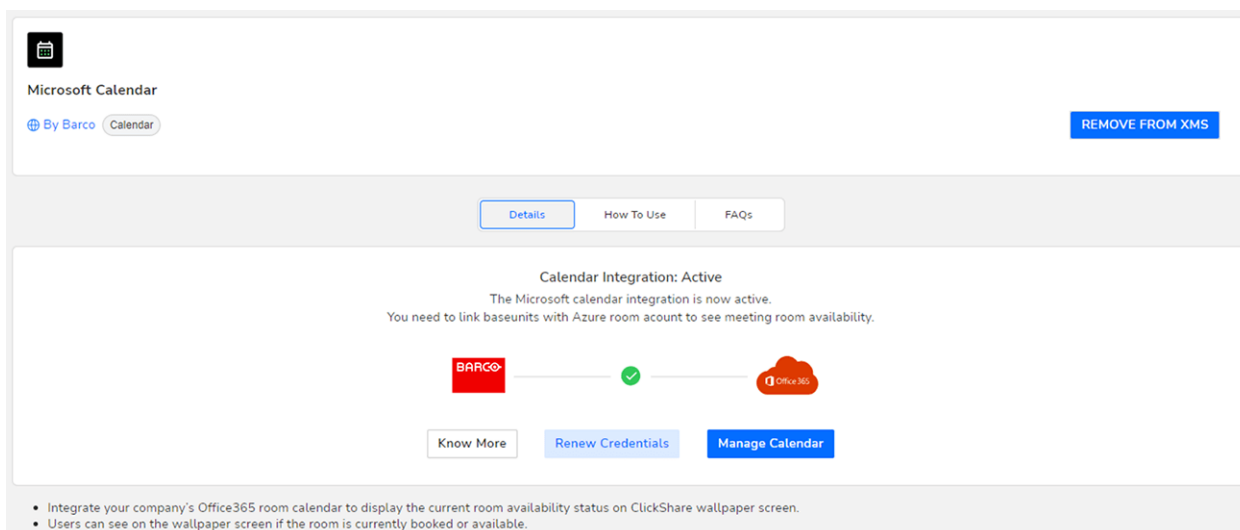 Microsoft Calendar
By Barco Calendar
REMOVE FROM XMS
Details How To Use FAQs
Calendar Integration: Active
The Microsoft calendar integration is now active.
You need to link baseunits with Azure room acount to see meeting room availability.
BARCO Office 365
Know More Renew Credentials Manage Calendar
• Integrate your company's Office365 room calendar to display the current room availability status on ClickShare wallpaper screen.
• Users can see on the wallpaper screen if the room is currently booked or available.